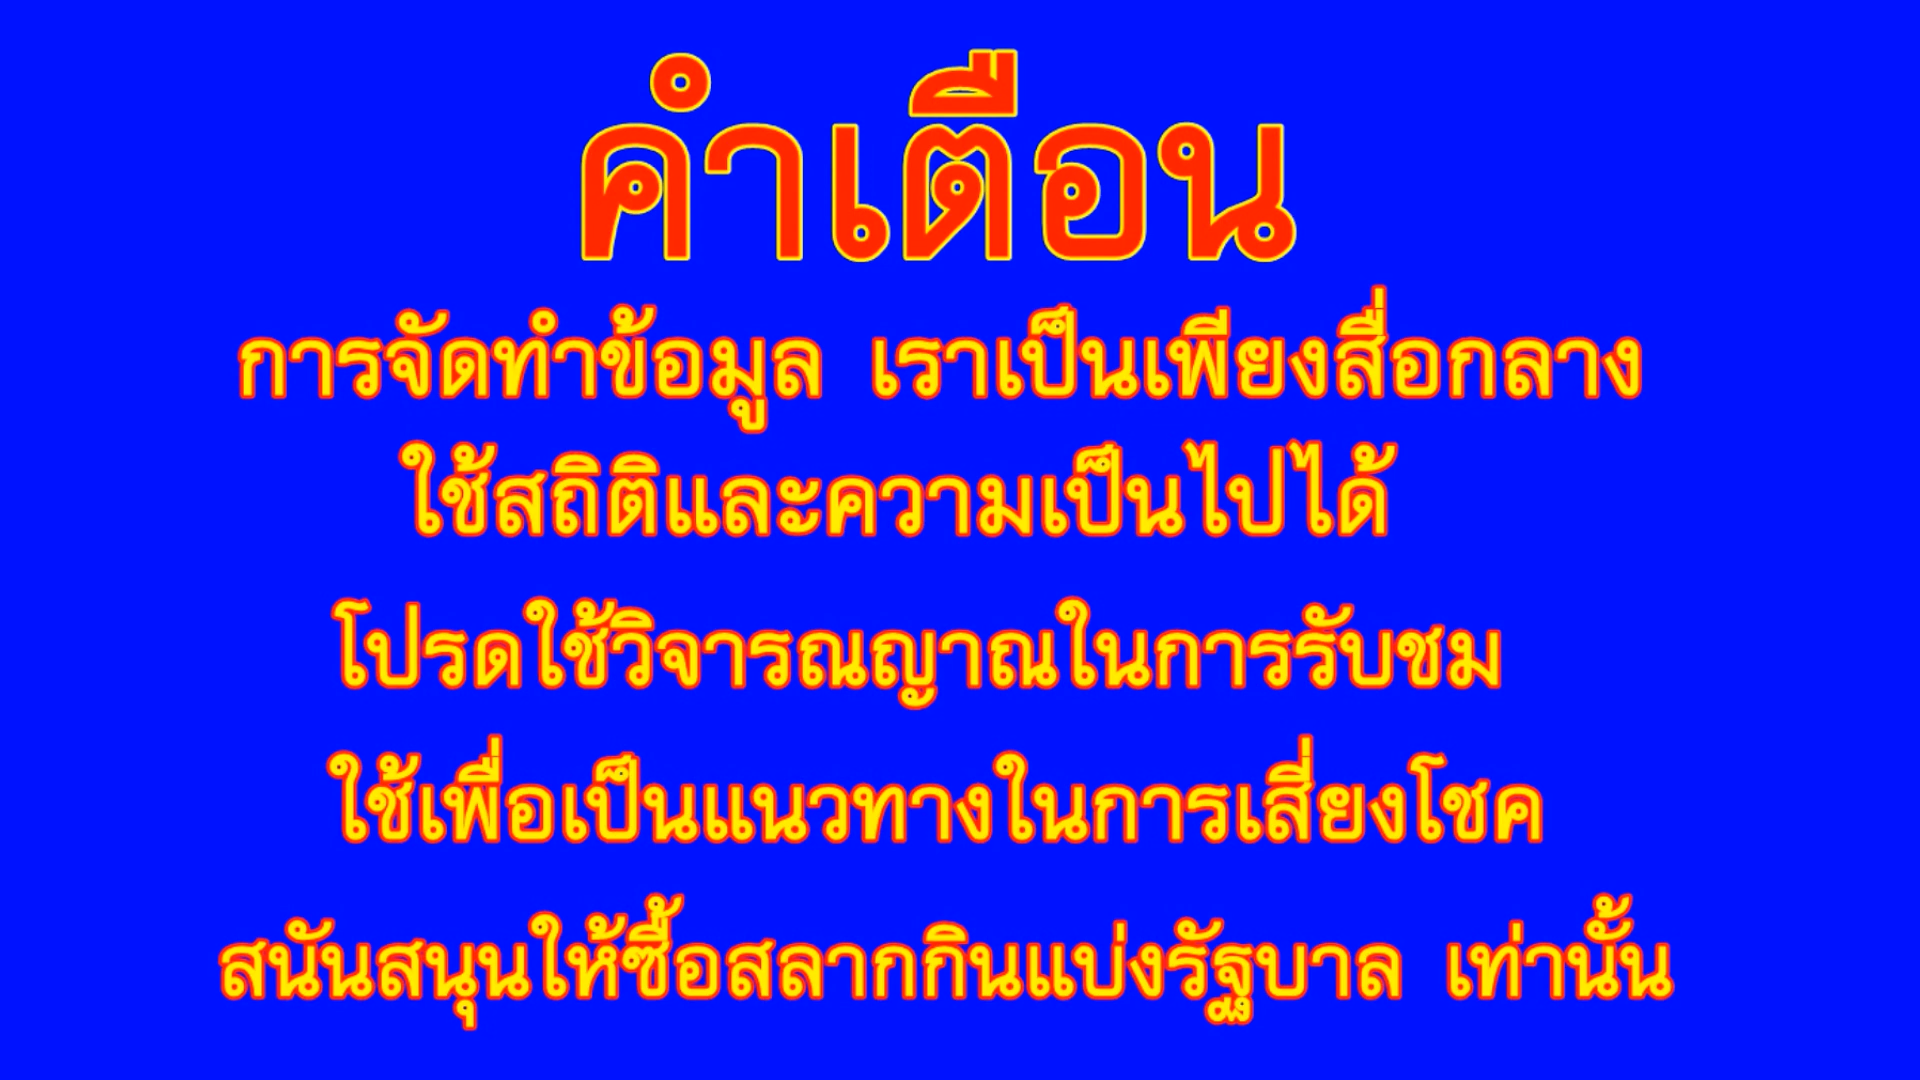 คำเตือน
การจัดทำข้อมูล เราเป็นเพียงสื่อกลาง
ใช้สถิติและความเป็นไปได้
โปรดใช้วิจารณญาณในการรับชม
ใช้เพื่อเป็นแนวทางในการเสี่ยงโชค
สนันสนุนให้ซื้อสลากกินแบ่งรัฐบาล เท่านั้น